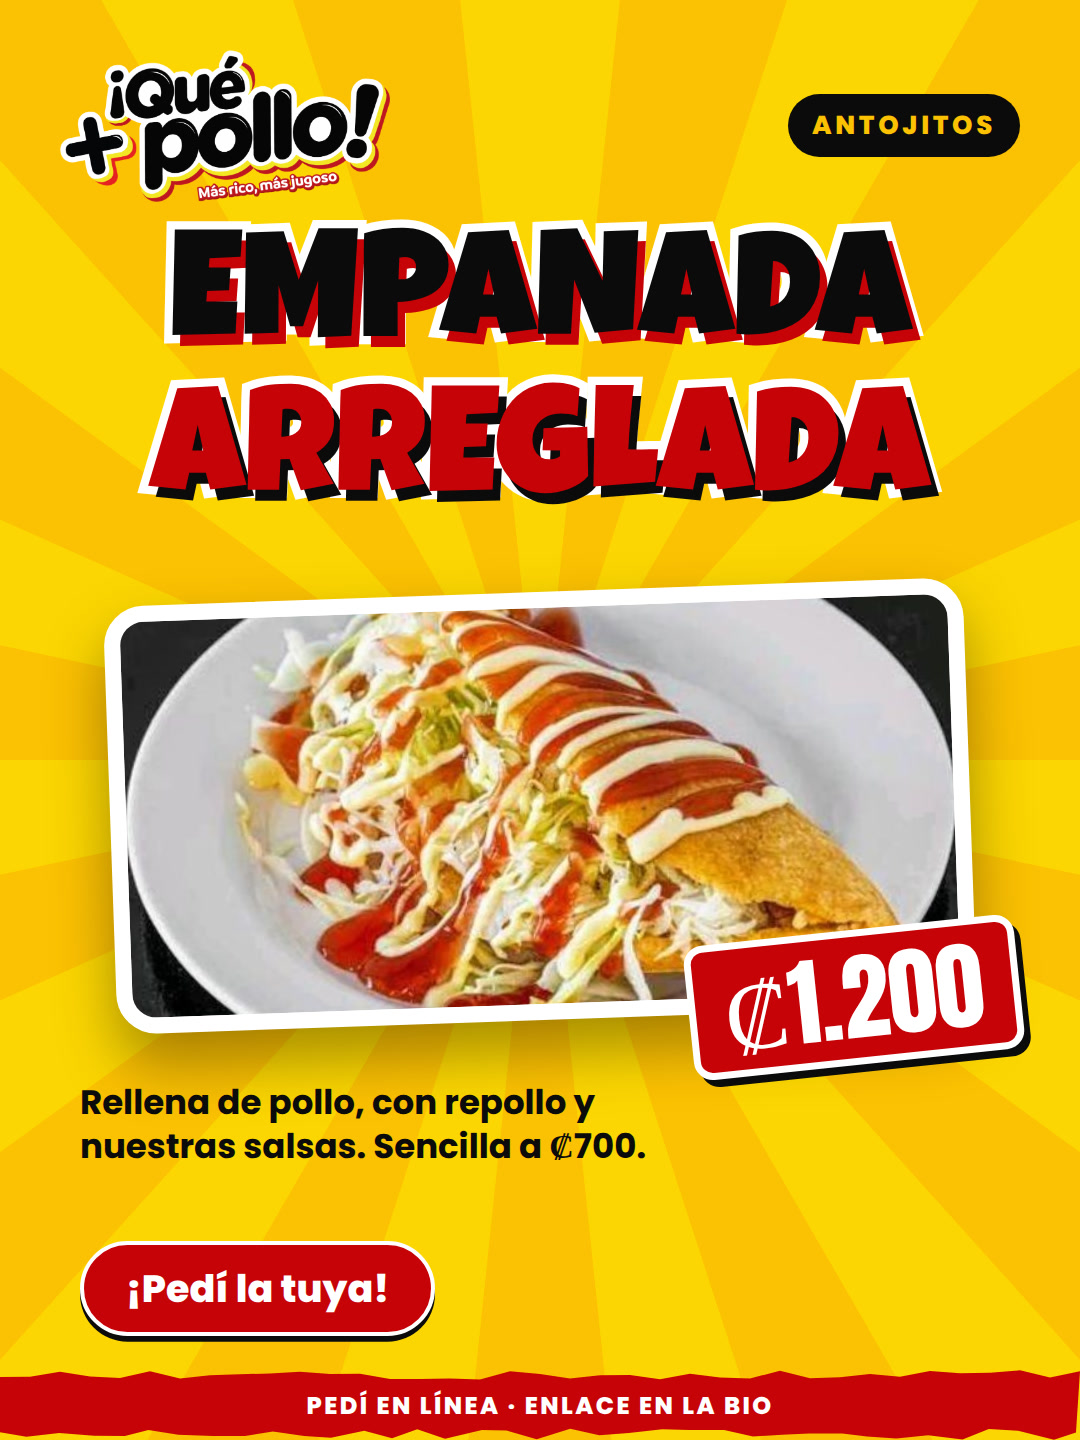 ¡Qué
+ pollo!
Más rico, más jugoso
ANTOJITOS
EMPANADA
ARREGLADA
₡1.200
Rellena de pollo, con repollo y
nuestras salsas. Sencilla a ₡700.
¡Pedí la tuya!
PEDÍ EN LÍNEA · ENLACE EN LA BIO